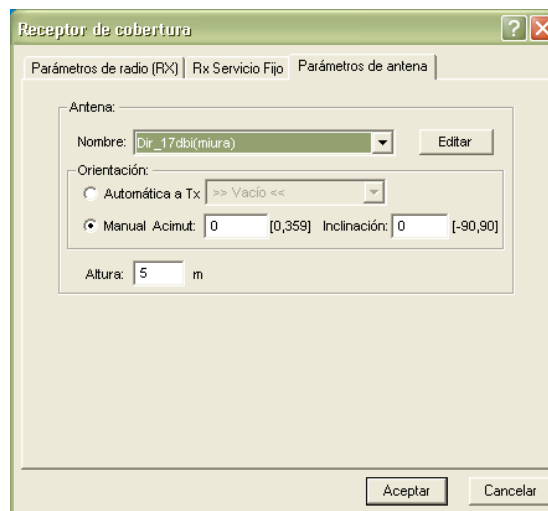 Receptor de cobertura
Parámetros de radio (RX) Rx Servicio Fijo Parámetros de antena
Antena:
Nombre: Dir_17dbi(miura) Editar
Orientación:
Automática a Tx >> Vacío <<
Manual Acimut: 0 [0,359] Inclinación: 0 [-90,90]
Altura: 5 m
Aceptar Cancelar